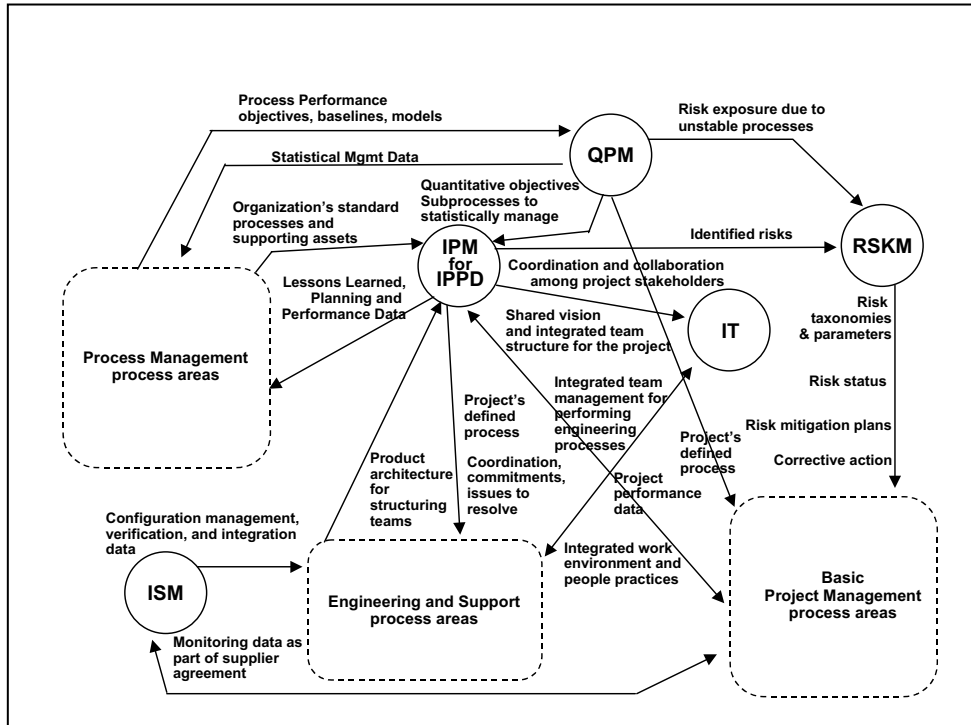 Process Performance
objectives, baselines, models
Risk exposure due to
unstable processes
QPM
Statistical Mgmt Data
Quantitative objectives
Subprocesses to
statistically manage
Organization's standard
processes and
supporting assets
IPM
for
IPPD
Identified risks
RSKM
Coordination and collaboration
among project stakeholders
Lessons Learned,
Planning and
Performance Data
Risk
taxonomies
& parameters
Shared vision
and integrated team
structure for the project
IT
Process Management
process areas
Integrated team
management for
performing
engineering
processes
Risk status
Project's
defined
process
Risk mitigation plans
Project's
defined
process
Product
architecture
for
structuring
teams
Coordination,
commitments,
issues to
resolve
Corrective action
Project
performance
data
Configuration management,
verification, and integration
data
Integrated work
environment and
people practices
ISM
Engineering and Support
process areas
Basic
Project Management
process areas
Monitoring data as
part of supplier
agreement